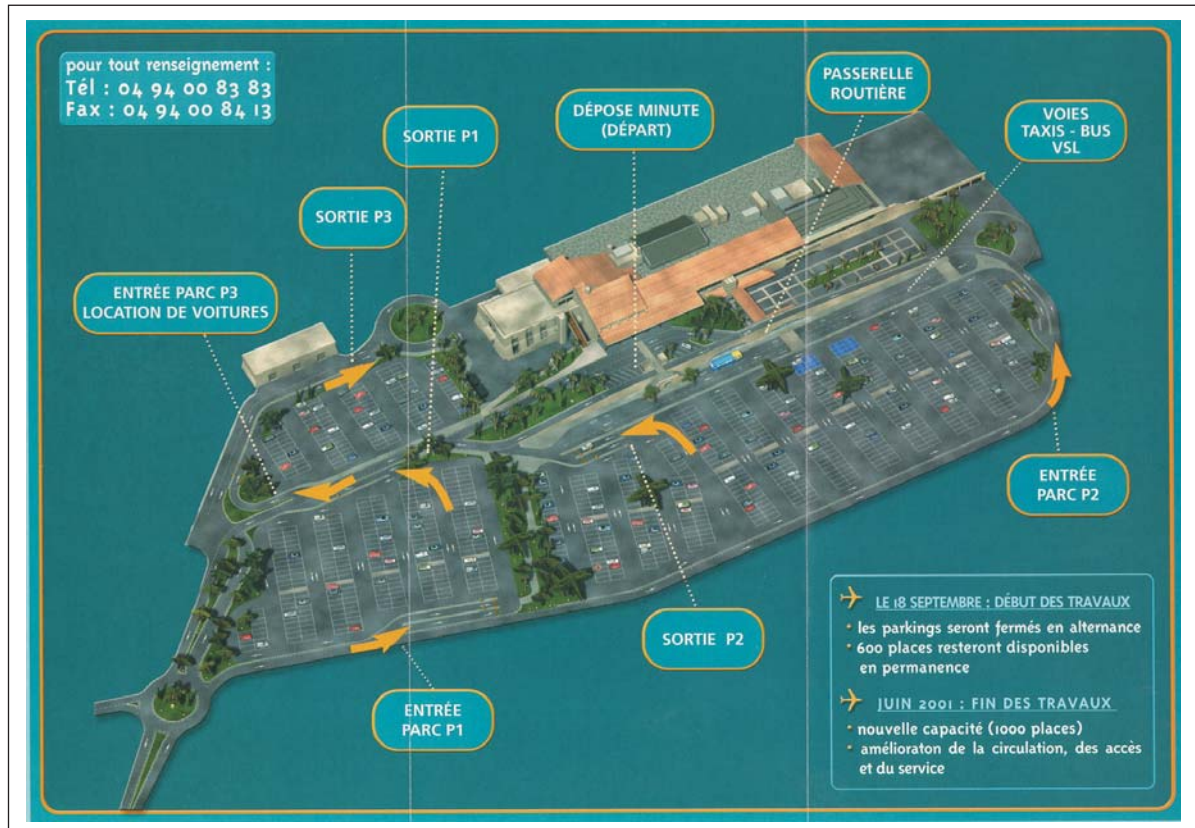 pour tout renseignement :
Tél : 04 94 00 83 83
Fax : 04 94 00 84 13
SORTIE P1
DÉPOSE MINUTE
(DÉPART)
PASSERELLE
ROUTIÈRE
VOIES
TAXIS - BUS
VSL
SORTIE P3
ENTRÉE PARC P3
LOCATION DE VOITURES
ENTRÉE
PARC P2
SORTIE P2
ENTRÉE
PARC P1
LE 18 SEPTEMBRE : DÉBUT DES TRAVAUX
• les parkings seront fermés en alternance
• 600 places resteront disponibles
en permanence
JUIN 2001 : FIN DES TRAVAUX
• nouvelle capacité (1000 places)
• amélioraton de la circulation, des accès
et du service